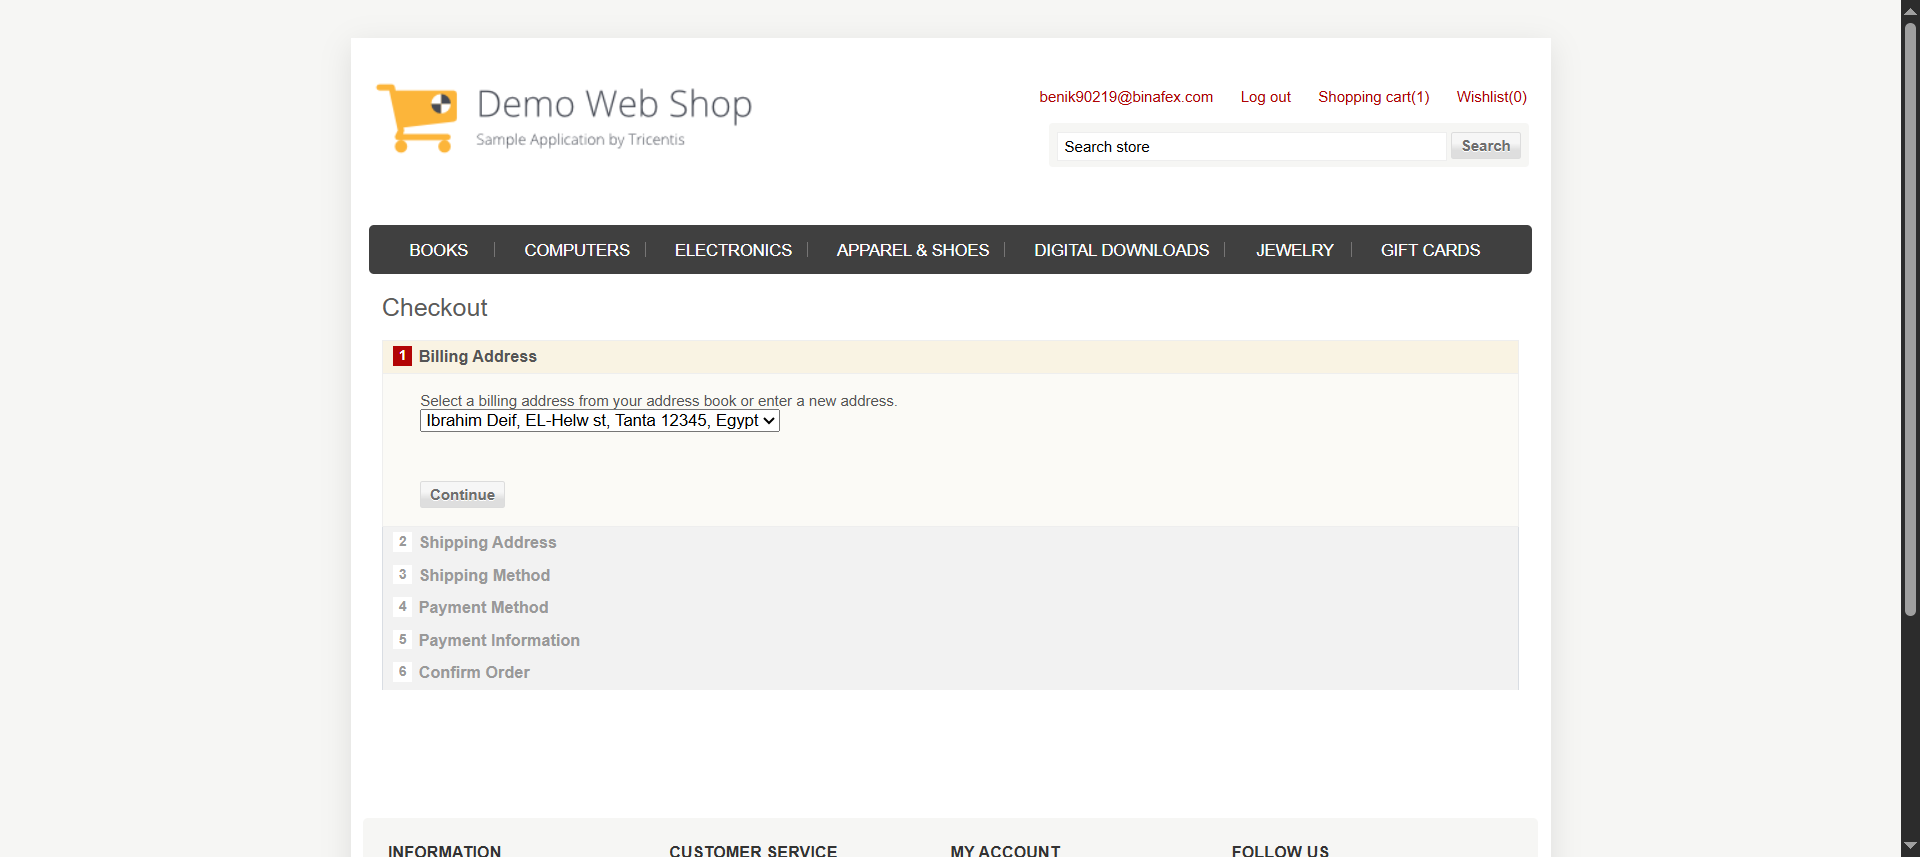 Demo Web Shop
Sample Application by Tricentis
benik90219@binafex.com Log out Shopping cart(1) Wishlist(0)
Search store Search
BOOKS COMPUTERS ELECTRONICS APPAREL & SHOES DIGITAL DOWNLOADS JEWELRY GIFT CARDS
Checkout
1 Billing Address
Select a billing address from your address book or enter a new address.
Ibrahim Deif, EL-Helw st, Tanta 12345, Egypt
Continue
2 Shipping Address
3 Shipping Method
4 Payment Method
5 Payment Information
6 Confirm Order
INFORMATION CUSTOMER SERVICE MY ACCOUNT FOLLOW US